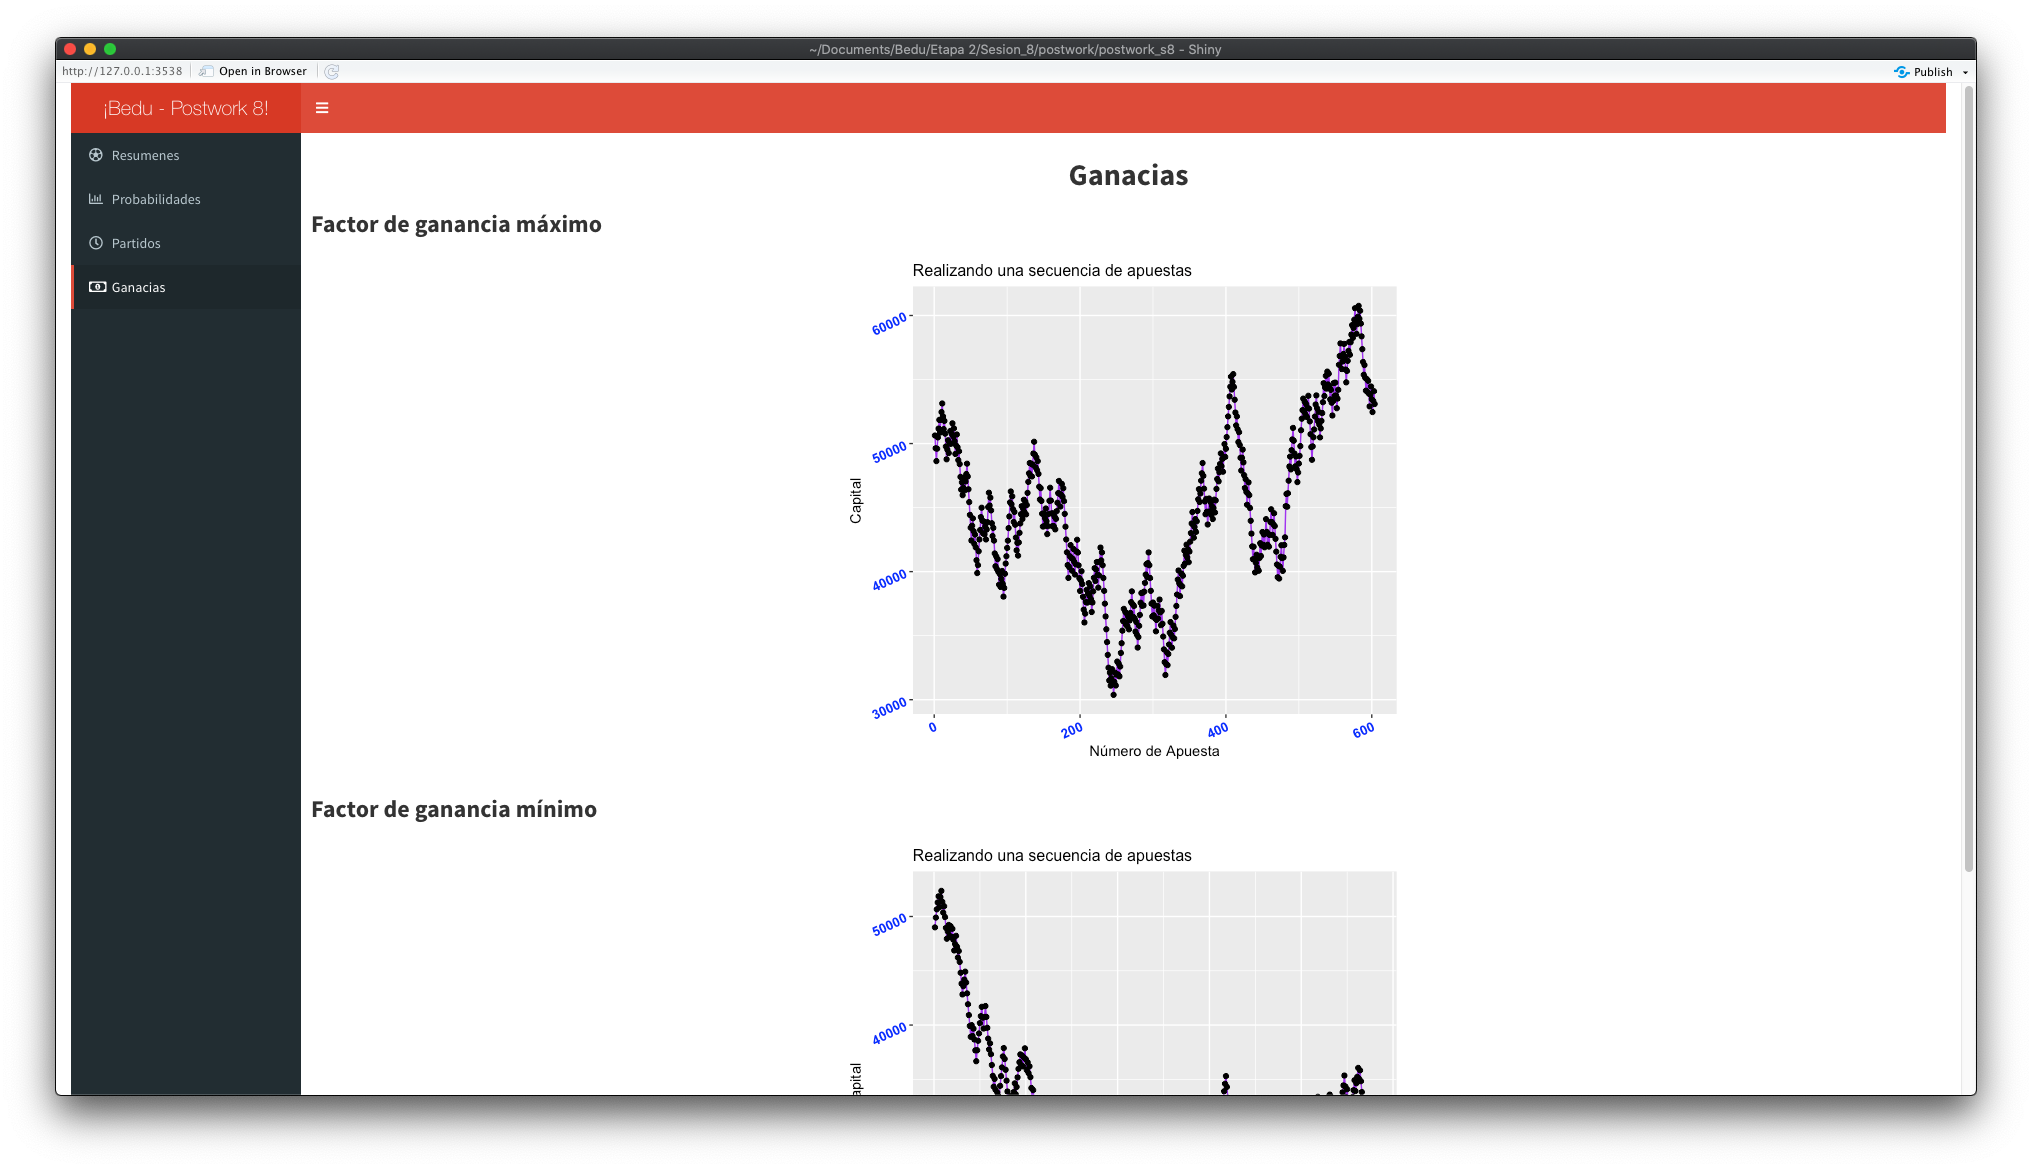 ~/Documents/Bedu/Etapa 2/Sesion_8/postwork/postwork_s8 - Shiny
http://127.0.0.1:3538
Open in Browser
Publish
¡Bedu - Postwork 8!
Resumenes
Probabilidades
Partidos
Ganacias
Ganacias
Factor de ganancia máximo
Realizando una secuencia de apuestas
60000
50000
40000
30000
Capital
0
200
400
600
Número de Apuesta
Factor de ganancia mínimo
Realizando una secuencia de apuestas
50000
40000
apital